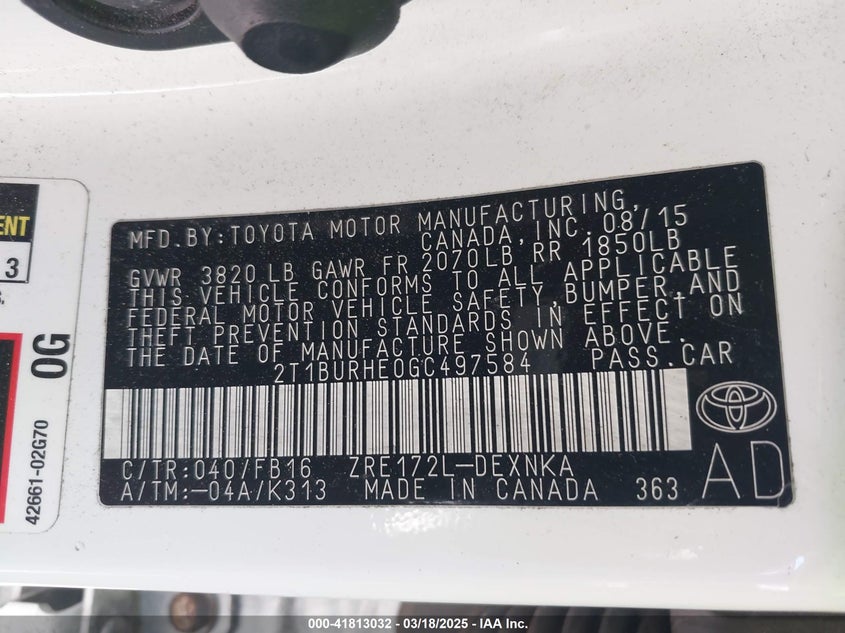 ENT
3
0G
42661-02G70
MFD.BY:TOYOTA MOTOR MANUFACTURING,
CANADA, INC. 08/15
GVWR 3820 LB GAWR FR 2070LB RR 1850LB
THIS VEHICLE CONFORMS TO ALL APPLICABLE
FEDERAL MOTOR VEHICLE SAFETY,BUMPER,AND
THEFT PREVENTION STANDARDS IN EFFECT ON
THE DATE OF MANUFACTURE SHOWN ABOVE.
2T1BURHE0GC497584 PASS.CAR
C/TR:040/FB16 ZRE172L-DEXNKA
A/TM:-04A/K313 MADE IN CANADA 363
AD
000-41813032 - 03/18/2025 - IAA Inc.